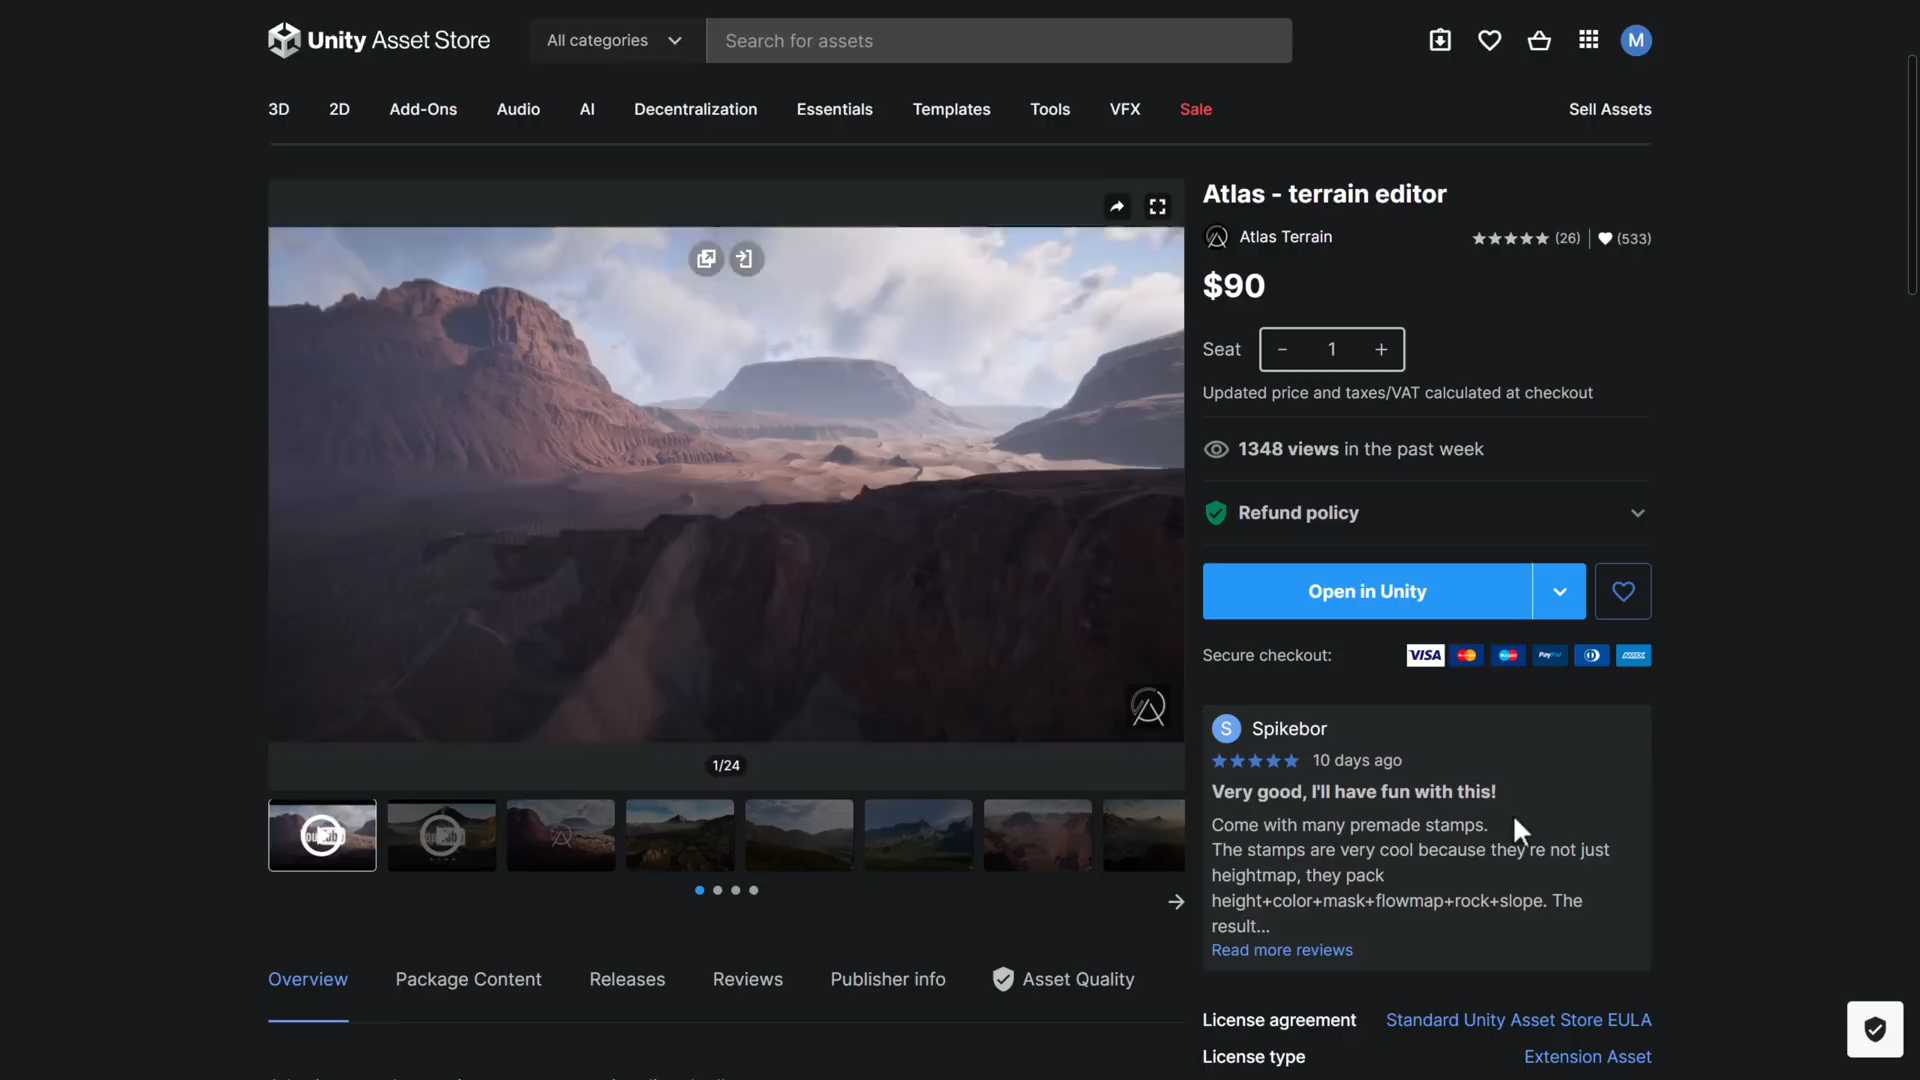 Unity Asset Store
All categories
Search for assets
M
3D
2D
Add-Ons
Audio
AI
Decentralization
Essentials
Templates
Tools
VFX
Sale
Sell Assets
Atlas - terrain editor
Atlas Terrain
(26)
(533)
$90
Seat
- 1 +
Updated price and taxes/VAT calculated at checkout
1348 views in the past week
Refund policy
Open in Unity
Secure checkout:
VISA
PayPal
AMEX
1/24
S
Spikebor
10 days ago
Very good, I'll have fun with this!
Come with many premade stamps.
The stamps are very cool because they're not just
heightmap, they pack
height+color+mask+flowmap+rock+slope. The
result...
Read more reviews
Overview
Package Content
Releases
Reviews
Publisher info
Asset Quality
License agreement
Standard Unity Asset Store EULA
License type
Extension Asset